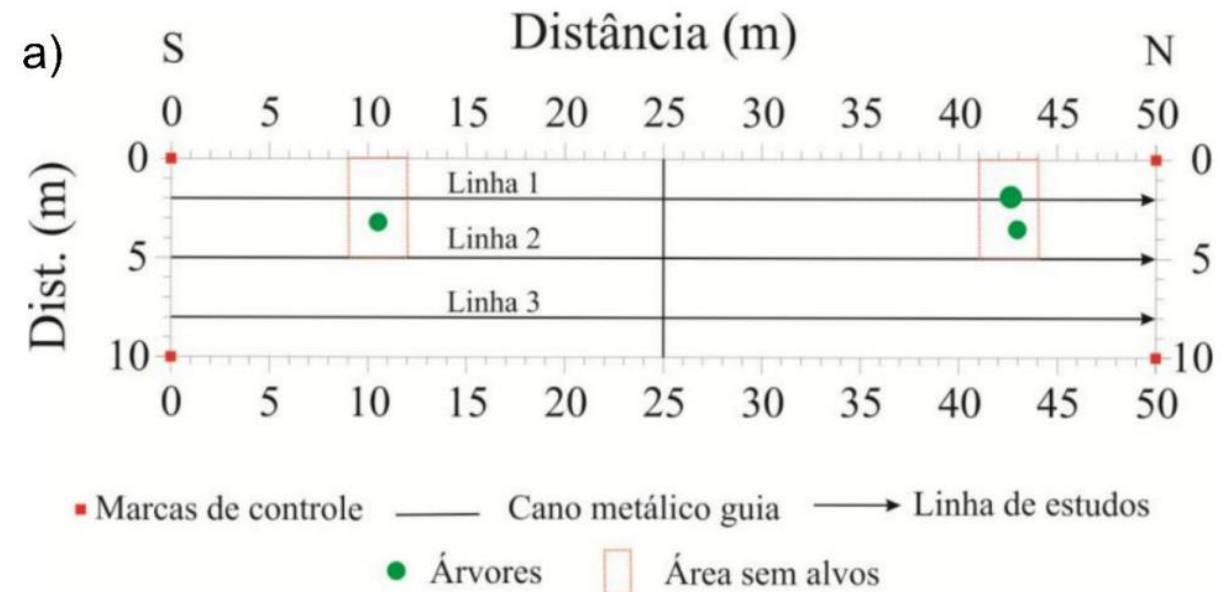 a)
S Distância (m) N
0 5 10 15 20 25 30 35 40 45 50
Dist. (m)
0 0
Linha 1
Linha 2
5 5
Linha 3
10 10
0 5 10 15 20 25 30 35 40 45 50
Marcas de controle Cano metálico guia Linha de estudos
Árvores Área sem alvos